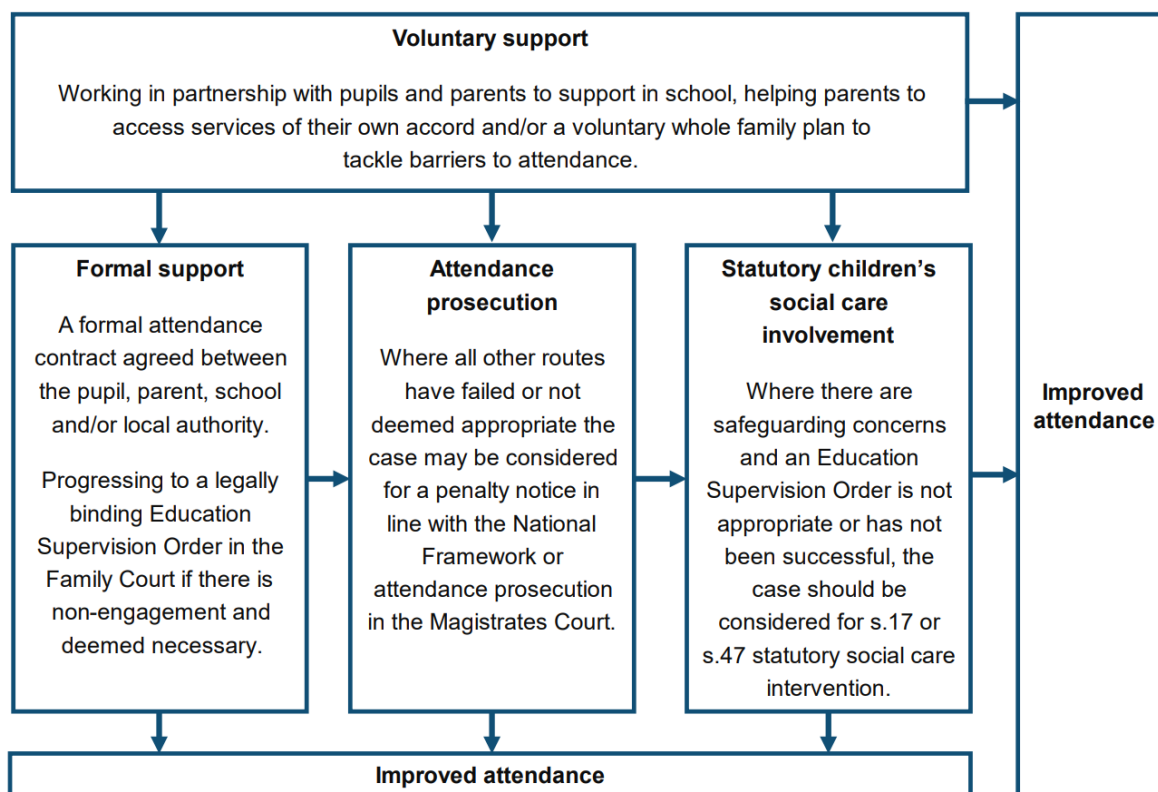 Voluntary support
Working in partnership with pupils and parents to support in school, helping parents to
access services of their own accord and/or a voluntary whole family plan to
tackle barriers to attendance.
Formal support
A formal attendance
contract agreed between
the pupil, parent, school
and/or local authority.
Progressing to a legally
binding Education
Supervision Order in the
Family Court if there is
non-engagement and
deemed necessary.
Attendance
prosecution
Where all other routes
have failed or not
deemed appropriate the
case may be considered
for a penalty notice in
line with the National
Framework or
attendance prosecution
in the Magistrates Court.
Statutory children’s
social care
involvement
Where there are
safeguarding concerns
and an Education
Supervision Order is not
appropriate or has not
been successful, the
case should be
considered for s.17 or
s.47 statutory social care
intervention.
Improved
attendance
Improved attendance